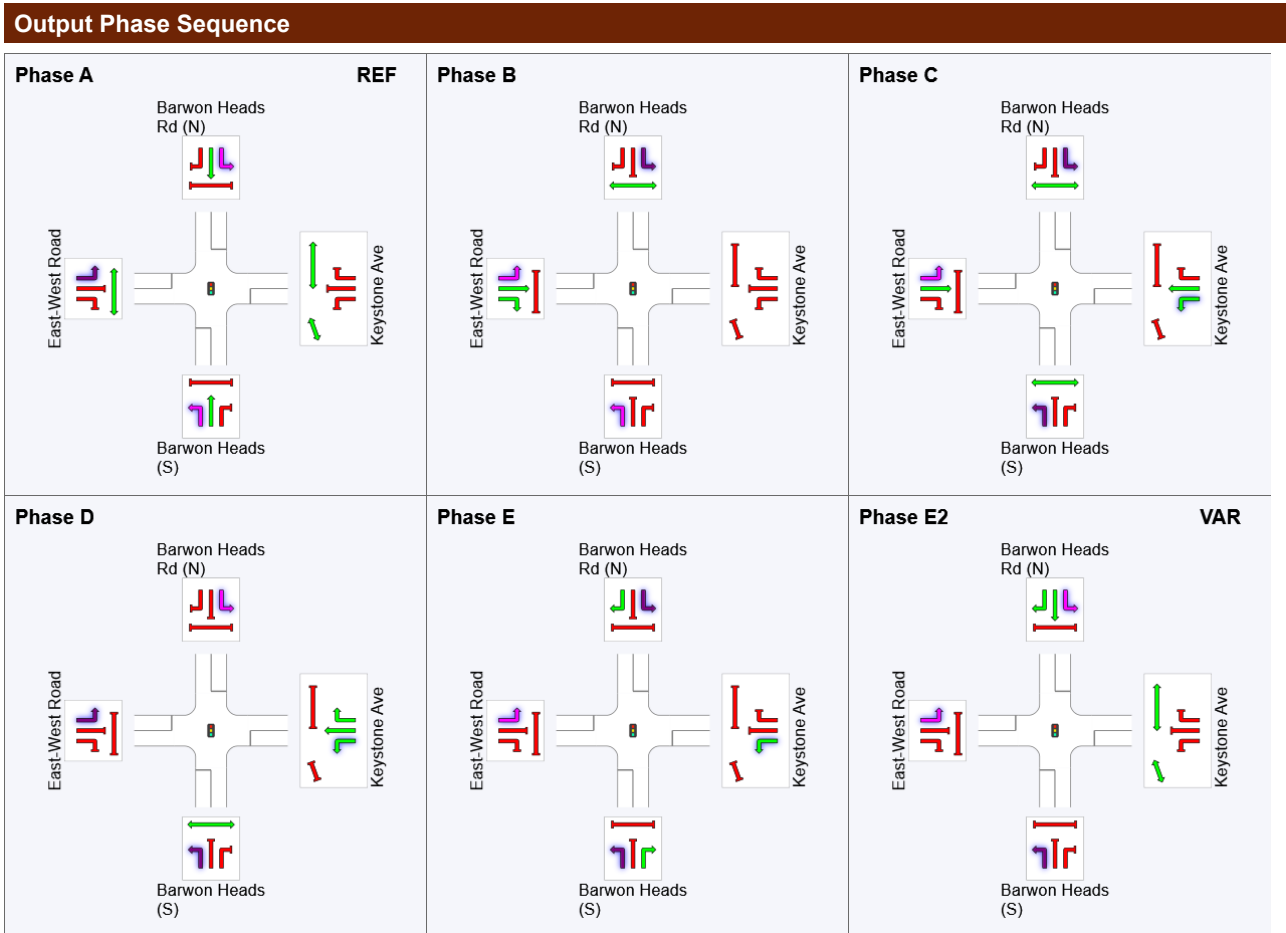 Output Phase Sequence
Phase A
REF
Barwon Heads
Rd (N)
East-West Road
Keystone Ave
Barwon Heads
(S)
Phase B
Barwon Heads
Rd (N)
East-West Road
Keystone Ave
Barwon Heads
(S)
Phase C
Barwon Heads
Rd (N)
East-West Road
Keystone Ave
Barwon Heads
(S)
Phase D
Barwon Heads
Rd (N)
East-West Road
Keystone Ave
Barwon Heads
(S)
Phase E
Barwon Heads
Rd (N)
East-West Road
Keystone Ave
Barwon Heads
(S)
Phase E2
VAR
Barwon Heads
Rd (N)
East-West Road
Keystone Ave
Barwon Heads
(S)